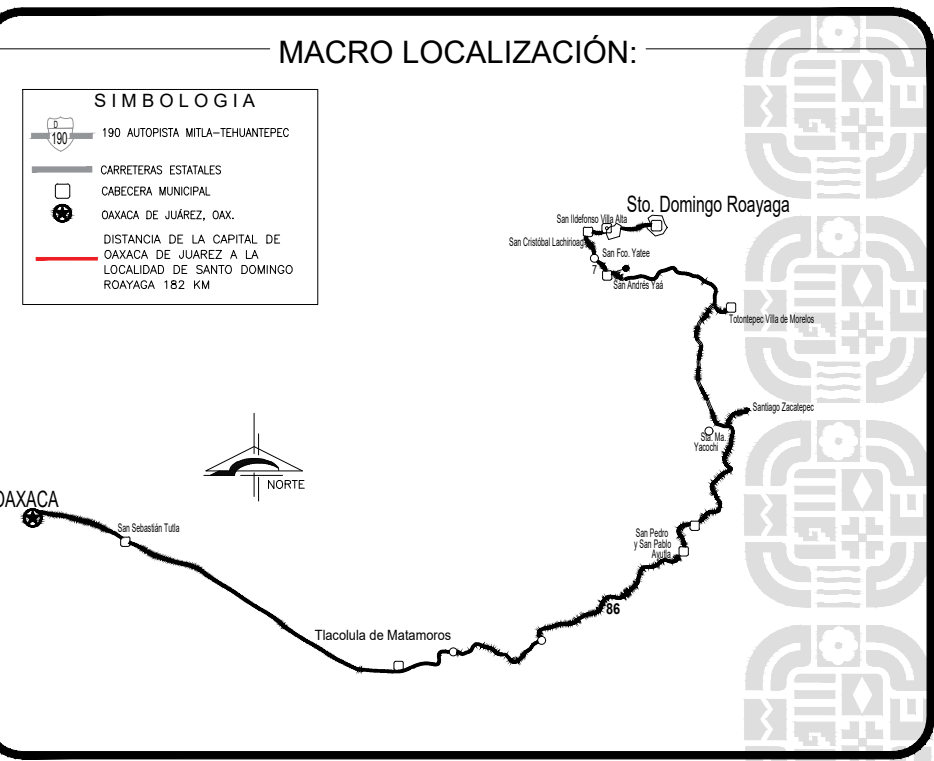 MACRO LOCALIZACIÓN:
SIMBOLOGIA
D
190
190 AUTOPISTA MITLA-TEHUANTEPEC
CARRETERAS ESTATALES
CABECERA MUNICIPAL
OAXACA DE JUÁREZ, OAX.
DISTANCIA DE LA CAPITAL DE
OAXACA DE JUAREZ A LA
LOCALIDAD DE SANTO DOMINGO
ROAYAGA 182 KM
Sto. Domingo Roayaga
San Ildefonso Villa Alta
San Cristóbal Lachirioag
San Fco. Yatee
7
San Andrés Yaá
Totontepec Villa de Morelos
Santiago Zacatepec
Sta. Ma.
Yacochi
NORTE
OAXACA
San Sebastián Tutla
San Pedro
y San Pablo
Ayutla
86
Tlacolula de Matamoros